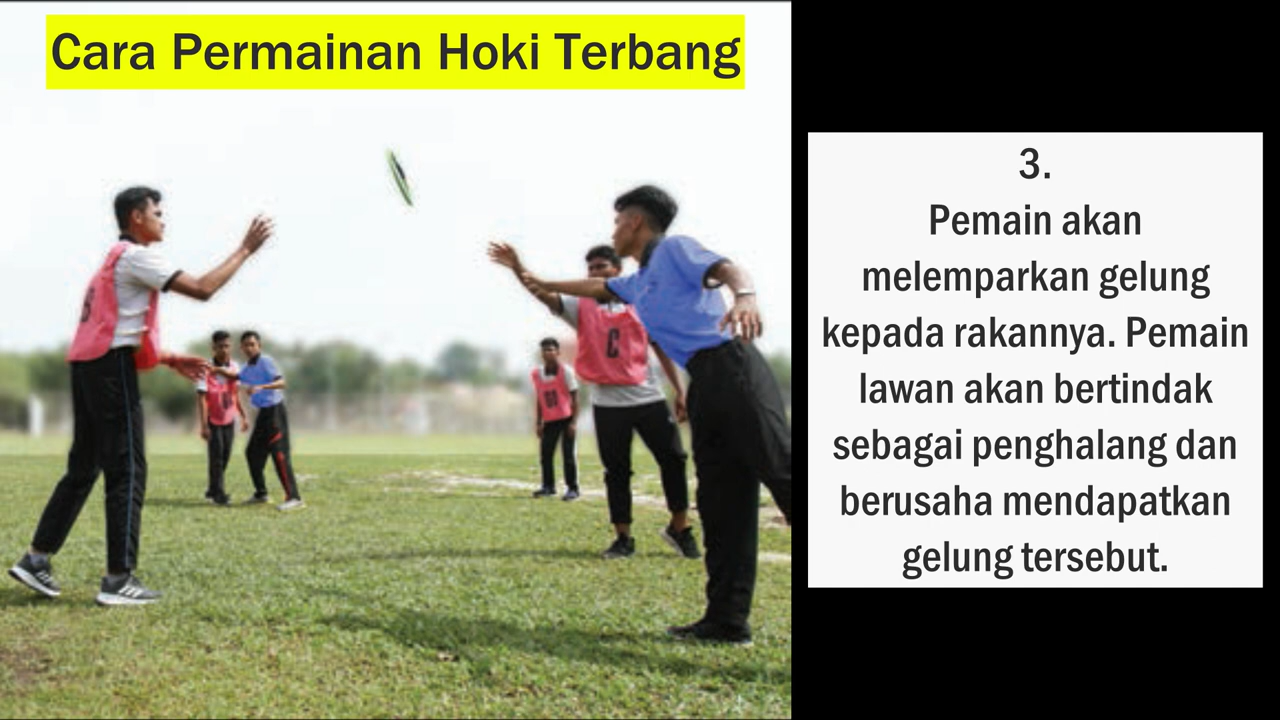 Cara Permainan Hoki Terbang
3.
Pemain akan
melemparkan gelung
kepada rakannya. Pemain
lawan akan bertindak
sebagai penghalang dan
berusaha mendapatkan
gelung tersebut.
C